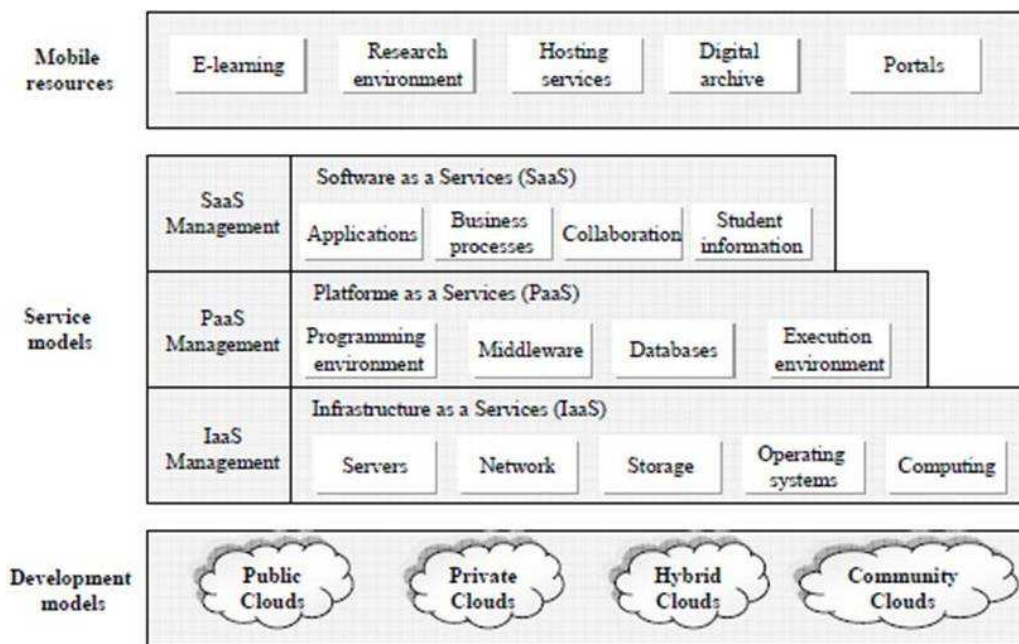 Mobile
resources
E-learning
Research
environment
Hosting
services
Digital
archive
Portals
Service
models
SaaS
Management
Software as a Services (SaaS)
Applications
Business
processes
Collaboration
Student
information
PaaS
Management
Platforme as a Services (PaaS)
Programming
environment
Middleware
Databases
Execution
environment
IaaS
Management
Infrastructure as a Services (IaaS)
Servers
Network
Storage
Operating
systems
Computing
Development
models
Public
Clouds
Private
Clouds
Hybrid
Clouds
Community
Clouds